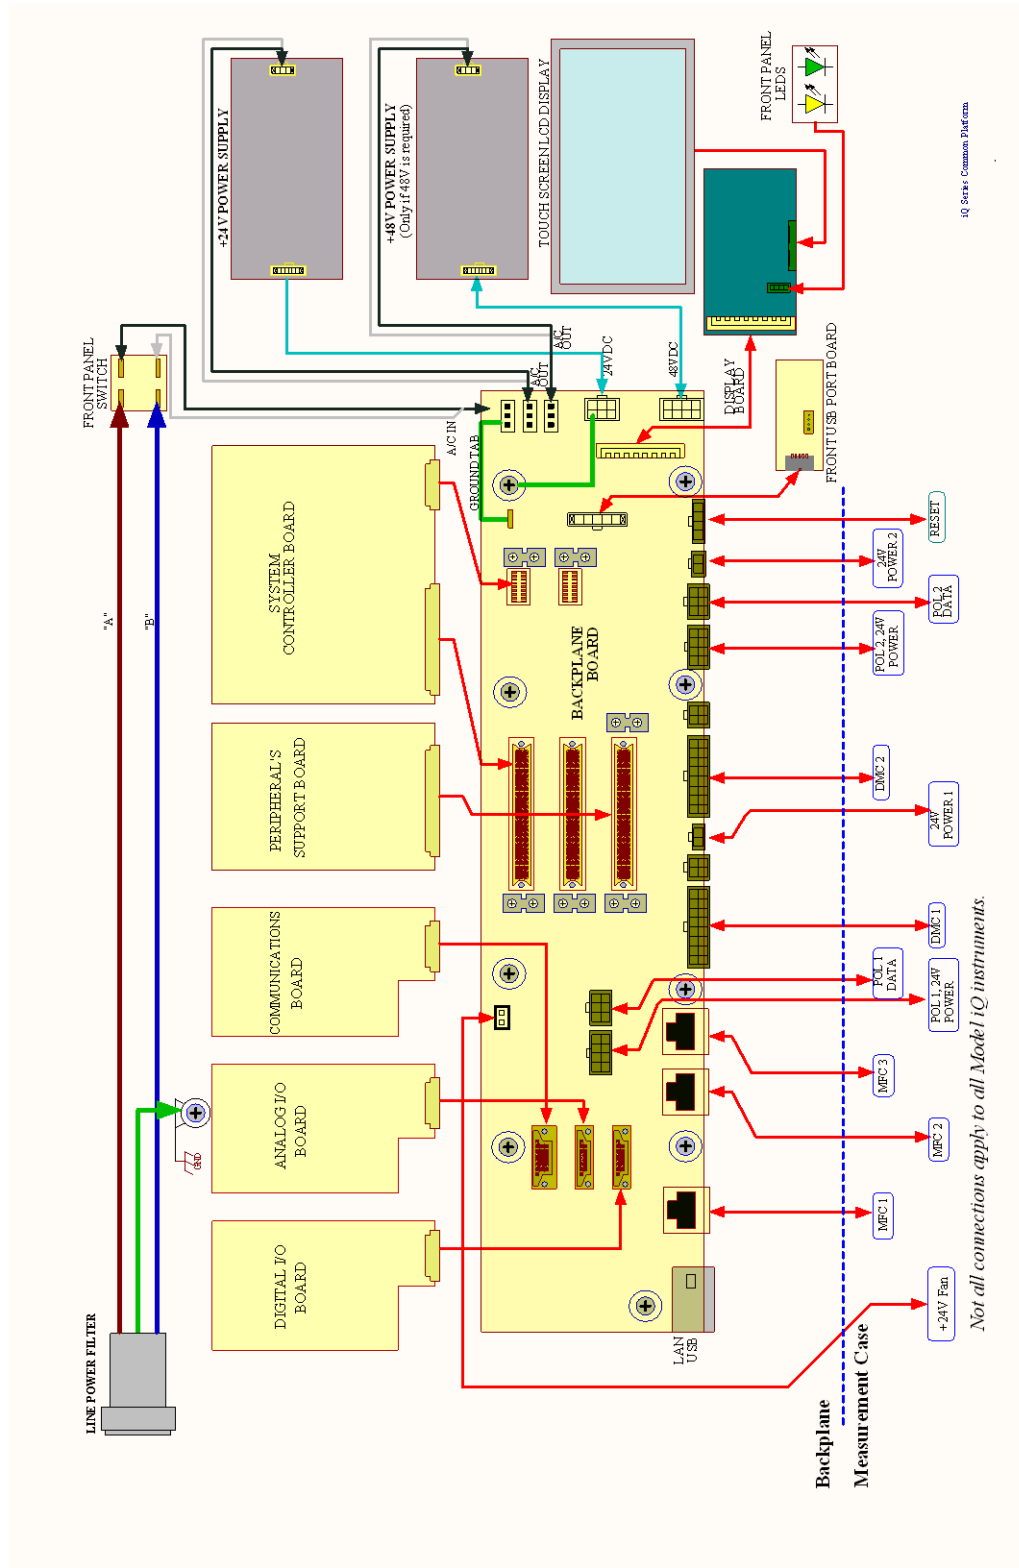 LINE POWER FILTER
"A"
"B"
GND
FRONT PANEL
SWITCH
+24V POWER SUPPLY
+48V POWER SUPPLY
(Only if 48V is required)
TOUCH SCREEN LCD DISPLAY
FRONT PANEL
LEDS
iQ Series Common Platform
DIGITAL I/O
BOARD
ANALOG I/O
BOARD
COMMUNICATIONS
BOARD
PERIPHERAL'S
SUPPORT BOARD
SYSTEM
CONTROLLER BOARD
A/C IN
GROUND TAB
A/C
OUT
A/C
OUT
24VDC
48VDC
DISPLAY
BOARD
FRONT USB PORT BOARD
BACKPLANE
BOARD
LAN
USB
Backplane
Measurement Case
+24V Fan
MFC 1
MFC 2
MFC 3
POL 1, 24V
POWER
POL 1
DATA
DMC 1
24V
POWER 1
DMC 2
POL 2, 24V
POWER
POL 2
DATA
24V
POWER 2
RESET
Not all connections apply to all Model iQ instruments.